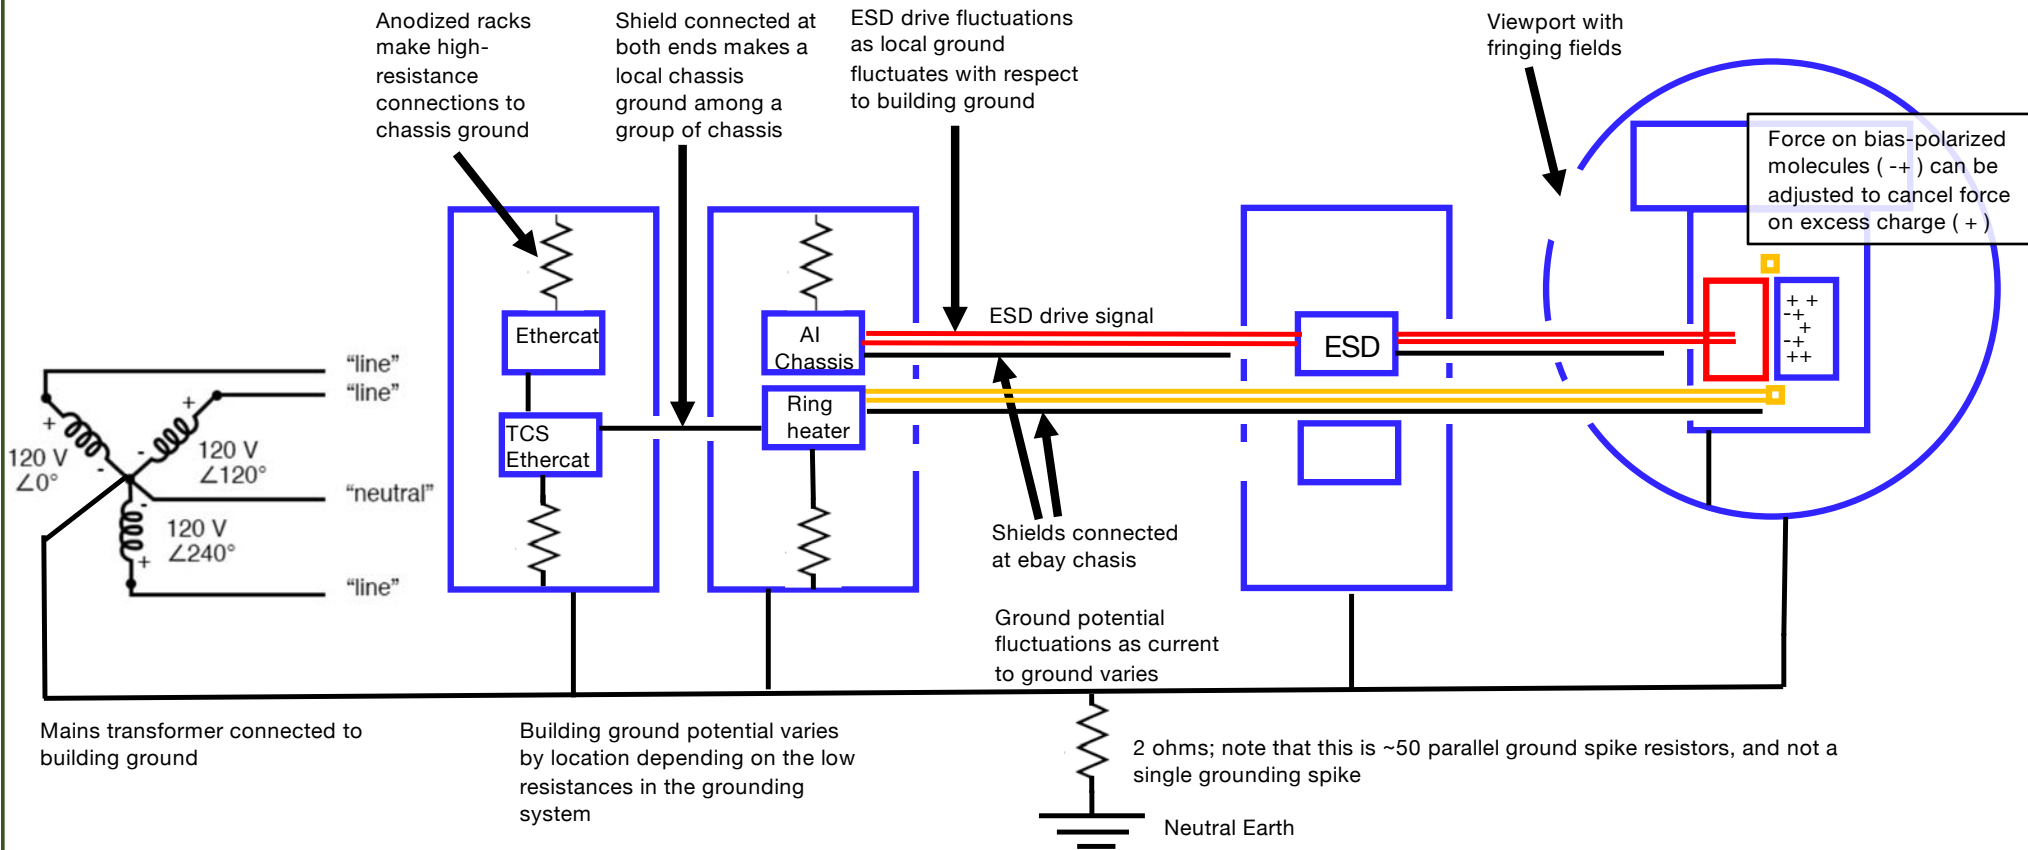 Anodized racks
make high-
resistance
connections to
chassis ground
Shield connected at
both ends makes a
local chassis
ground among a
group of chassis
ESD drive fluctuations
as local ground
fluctuates with respect
to building ground
Viewport with
fringing fields
Force on bias-polarized
molecules ( -+ ) can be
adjusted to cancel force
on excess charge ( + )
Ethercat
AI
Chassis
ESD drive signal
ESD
+ +
-+
+
-+
++
“line”
“line”
+
+
120 V
∠0°
-
-
120 V
∠120°
TCS
Ethercat
Ring
heater
“neutral”
-
120 V
∠240°
+
“line”
Shields connected
at ebay chasis
Ground potential
fluctuations as current
to ground varies
Mains transformer connected to
building ground
Building ground potential varies
by location depending on the low
resistances in the grounding
system
2 ohms; note that this is ~50 parallel ground spike resistors, and not a
single grounding spike
Neutral Earth